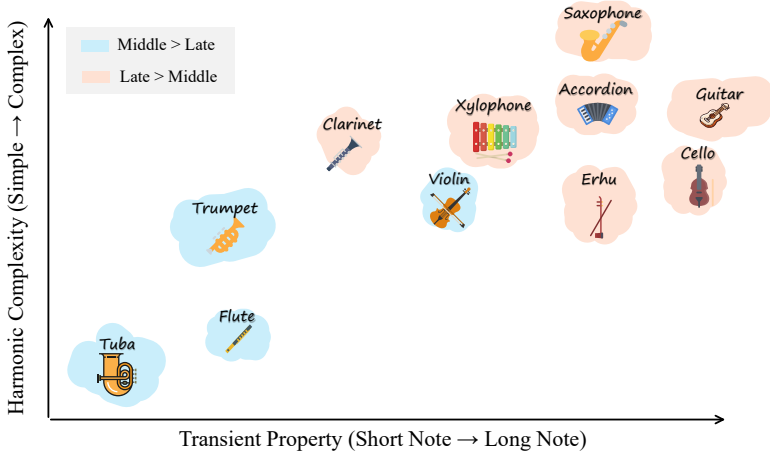 Harmonic Complexity (Simple → Complex)
Middle > Late
Late > Middle
Saxophone
Accordion
Guitar
Xylophone
Clarinet
Cello
Violin
Erhu
Trumpet
Flute
Tuba
Transient Property (Short Note → Long Note)